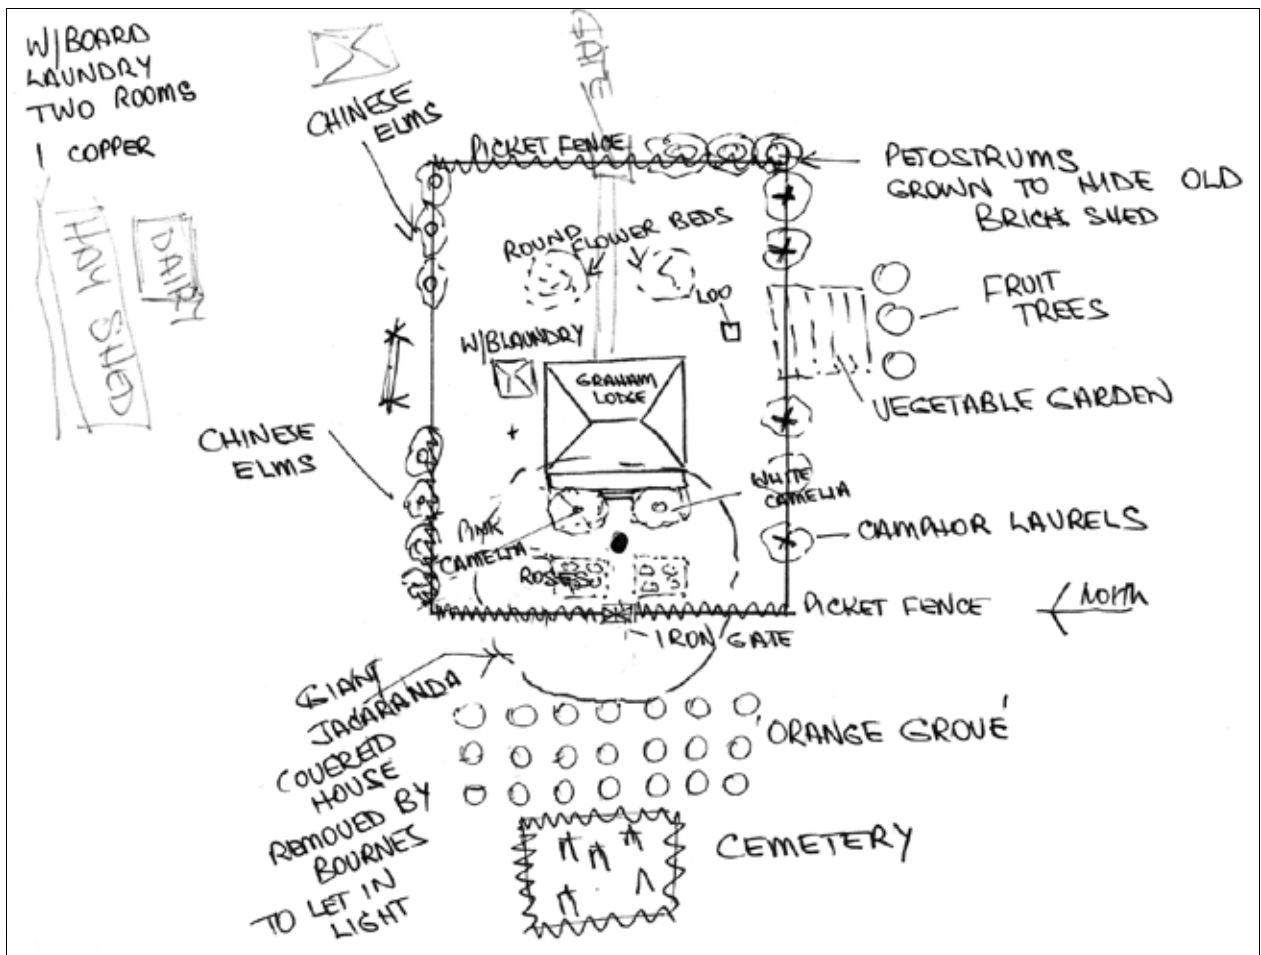 W/BOARD
LAUNDRY
TWO ROOMS
1 COPPER
GATE
CHINESE
ELMS
PICKET FENCE
PETOSTRUMS
GROWN TO HIDE OLD
BRICK SHED
HAY SHED
DAIRY
ROUND FLOWER BEDS
LOO
FRUIT
TREES
W/BLAUNDRY
GRAHAM
LODGE
VEGETABLE GARDEN
CHINESE
ELMS
WHITE
CAMELIA
PINK
CAMELIA
CAMPHOR LAURELS
ROSES
PICKET FENCE
NORTH
IRON GATE
GIANT
JACARANDA
COVERED
HOUSE
REMOVED BY
BOURNES
TO LET IN
LIGHT
'ORANGE GROVE'
CEMETERY